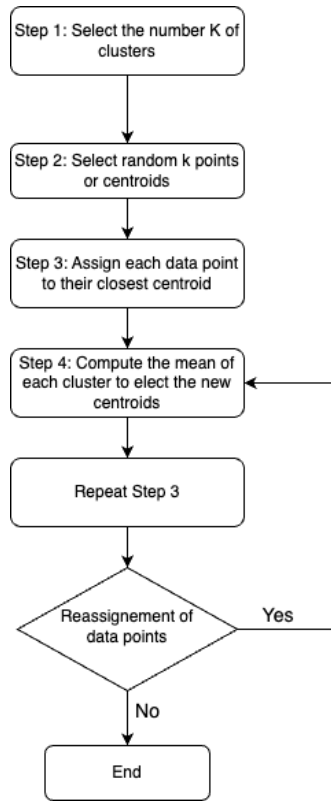 Step 1: Select the number K of
clusters
Step 2: Select random k points
or centroids
Step 3: Assign each data point
to their closest centroid
Step 4: Compute the mean of
each cluster to elect the new
centroids
Repeat Step 3
Reassignement of
data points
Yes
No
End